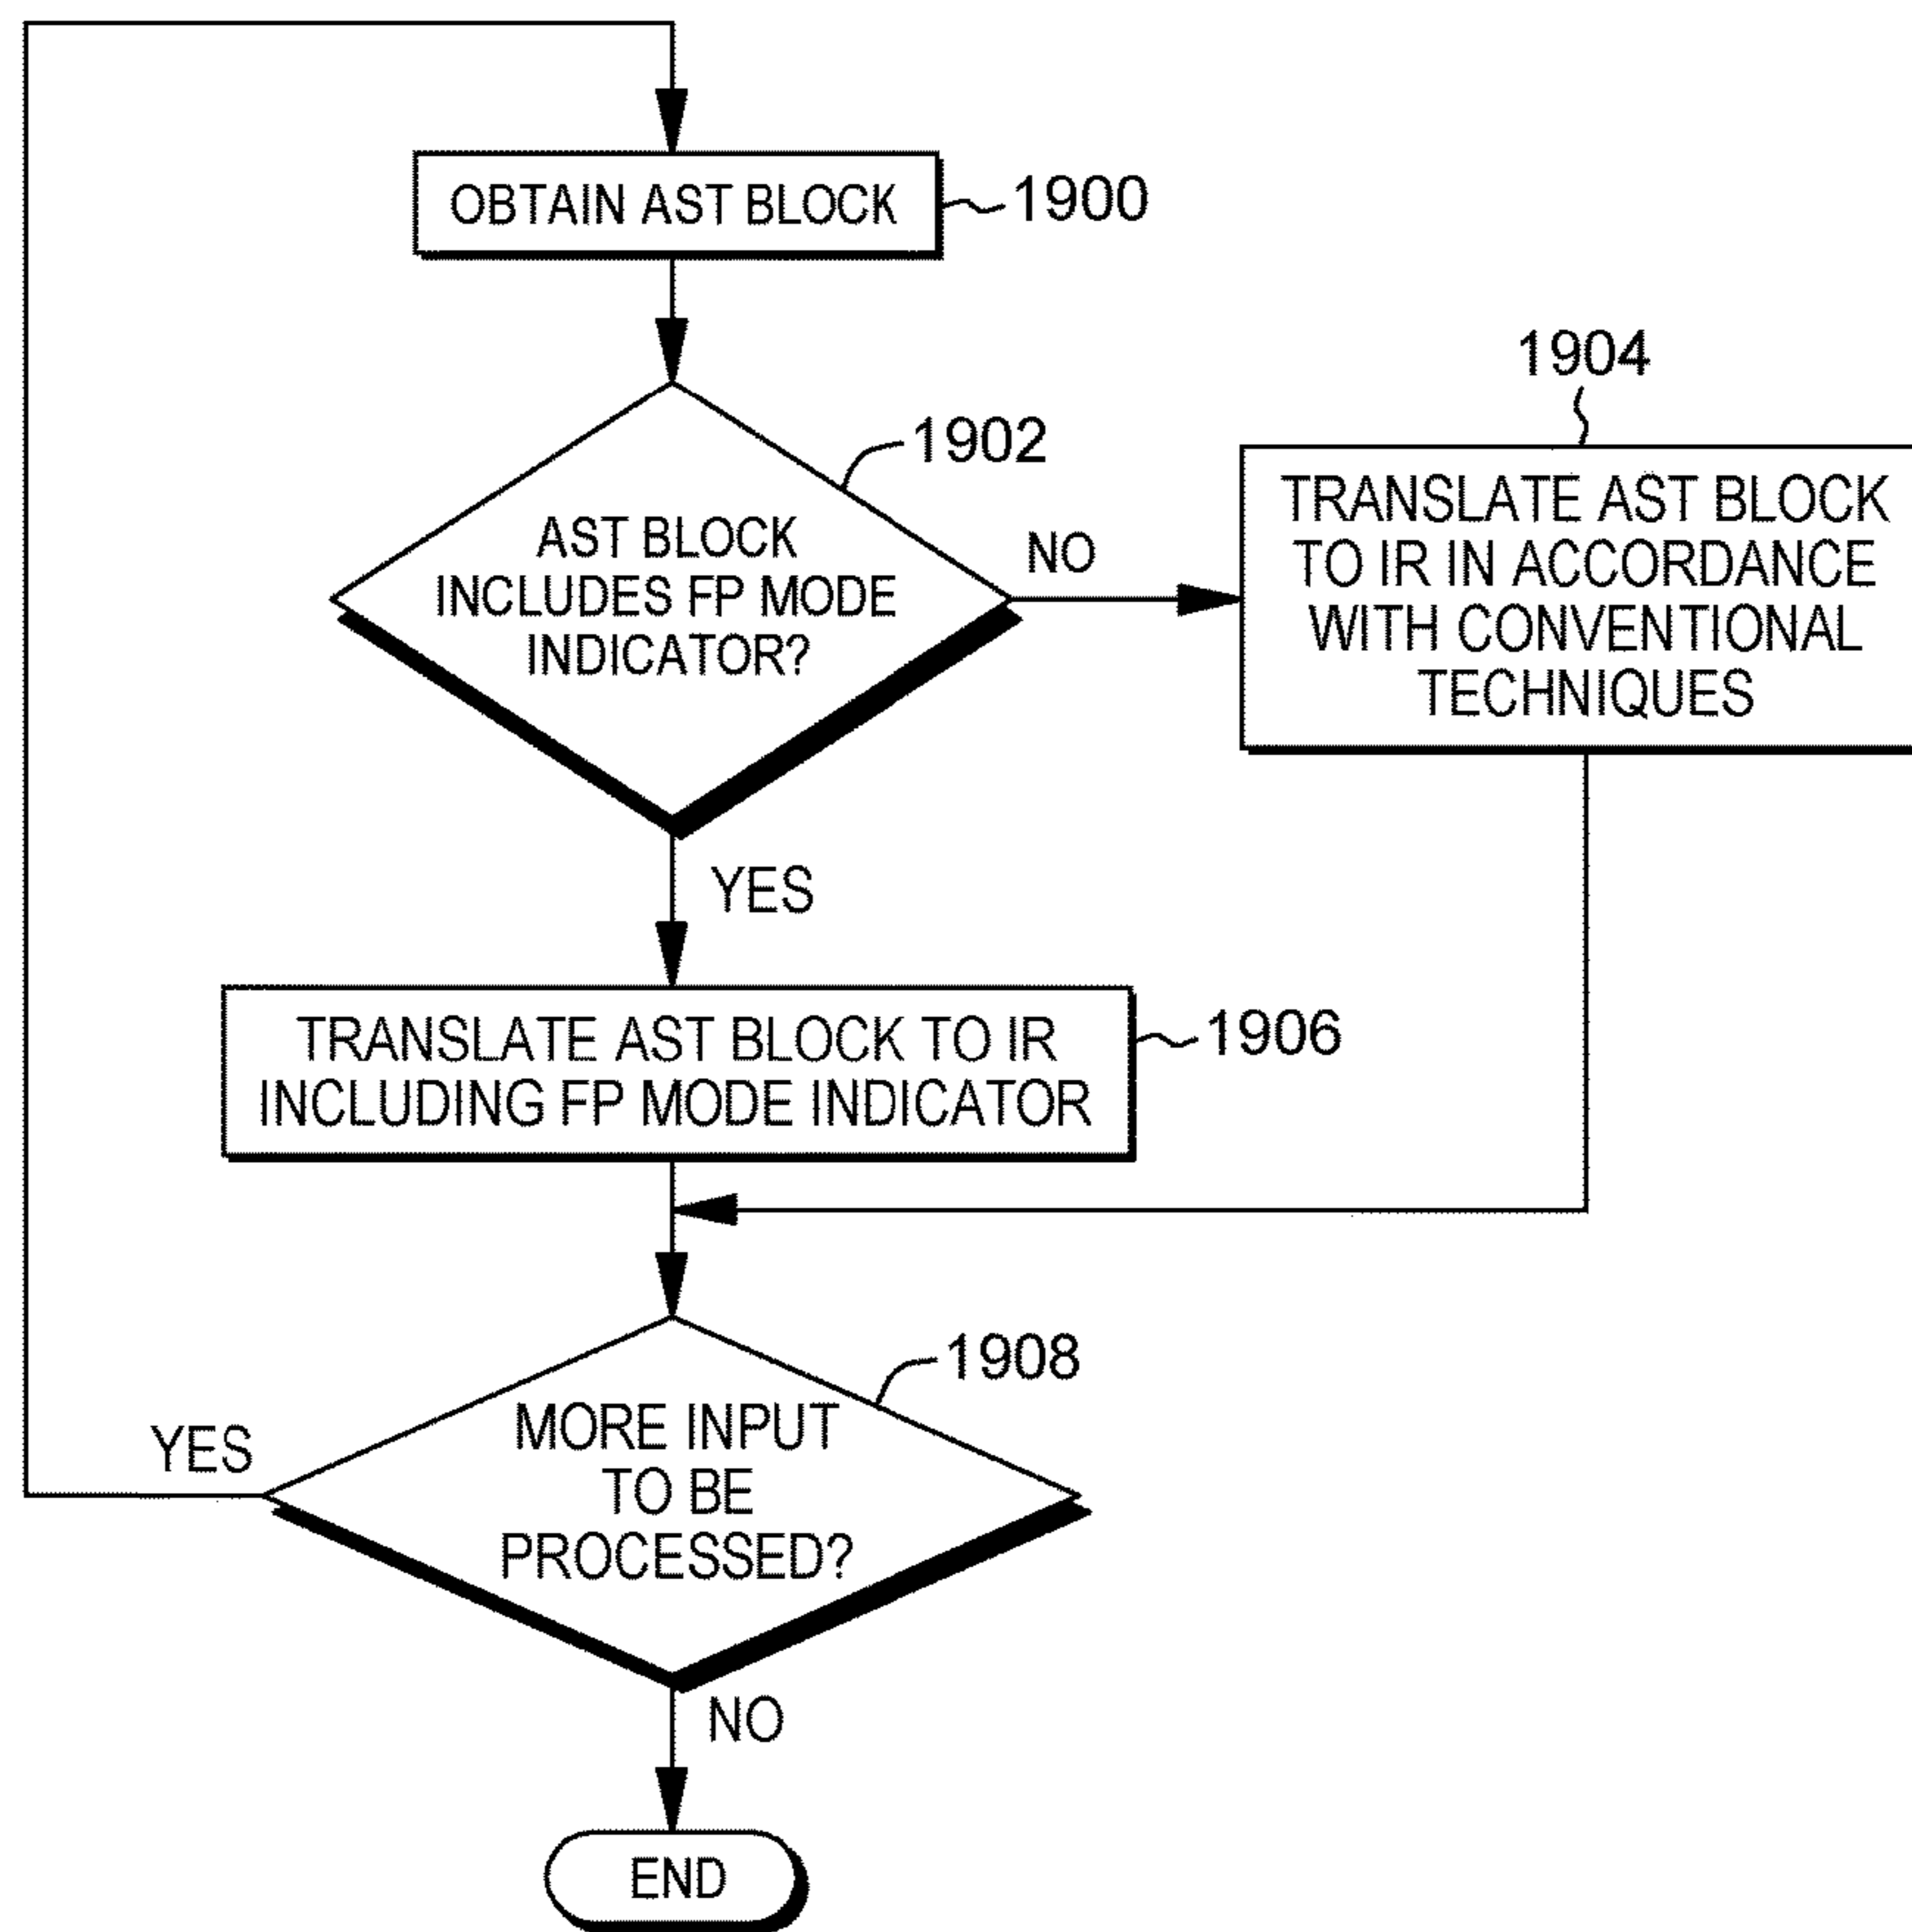 OBTAIN AST BLOCK
1900
1902
AST BLOCK
INCLUDES FP MODE
INDICATOR?
NO
1904
TRANSLATE AST BLOCK
TO IR IN ACCORDANCE
WITH CONVENTIONAL
TECHNIQUES
YES
TRANSLATE AST BLOCK TO IR
INCLUDING FP MODE INDICATOR
1906
1908
MORE INPUT
TO BE
PROCESSED?
YES
NO
END